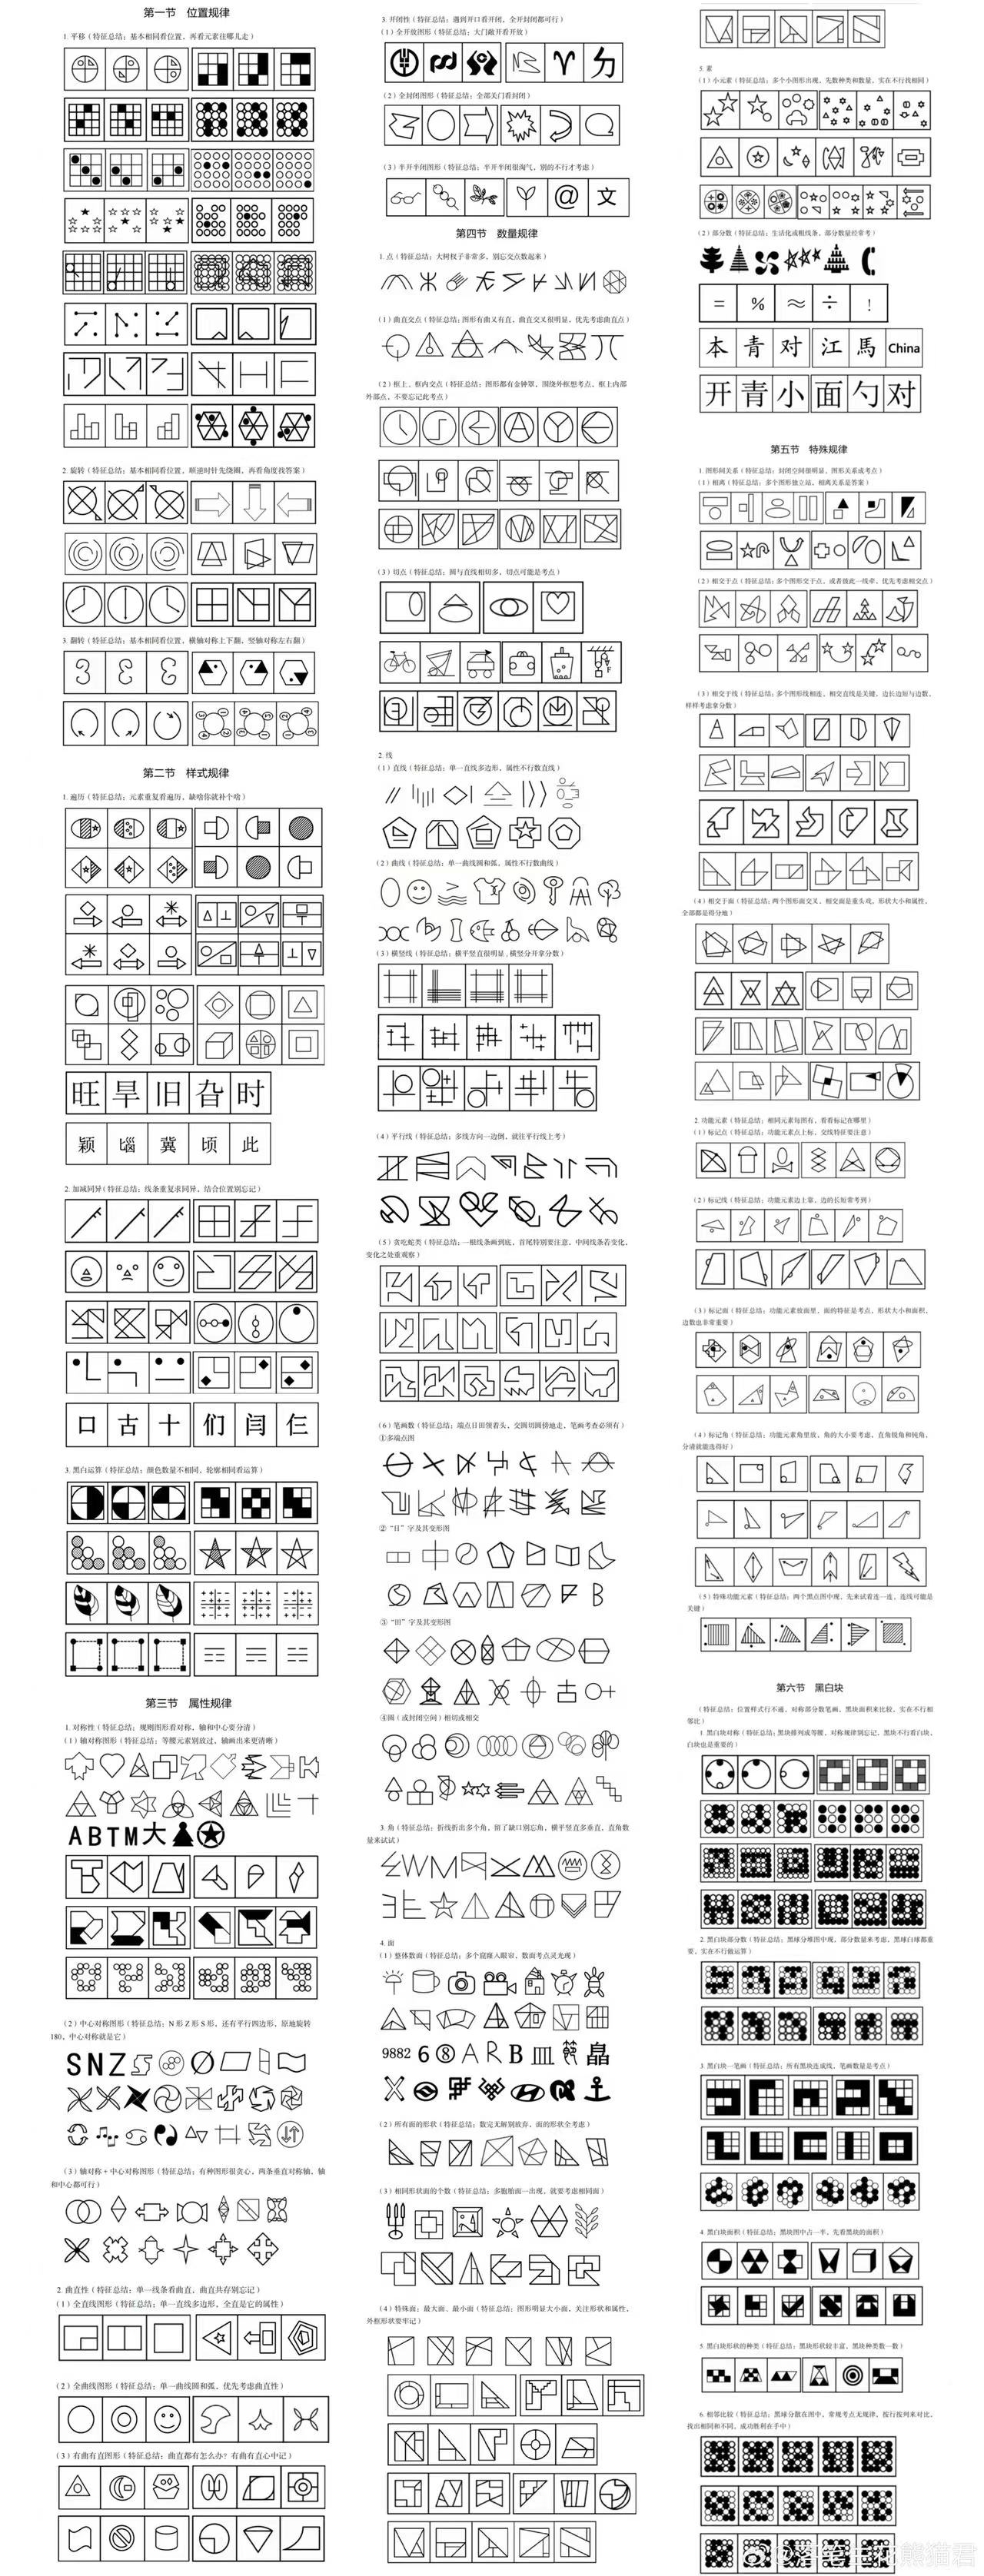 第一节 位置规律
1. 平移（特征总结：基本相同看位置，再看元素往哪儿走）
2. 旋转（特征总结：基本相同看位置，顺逆时针先绕圈，再看角度找答案）
3. 翻转（特征总结：基本相同看位置，横轴对称上下翻，竖轴对称左右翻）
第二节 样式规律
1. 遍历（特征总结：元素重复看遍历，缺啥你就补个啥）
旺 旱 旧 旮 时
颖 瑙 冀 顷 此
2. 加减同异（特征总结：线条重复求同异，结合位置别忘记）
口 古 十 们 闫 仨
3. 黑白运算（特征总结：颜色数量不相同，轮廓相同看运算）
第三节 属性规律
1. 对称性（特征总结：规则图形看对称，轴和中心要分清）
（1）轴对称图形（特征总结：等腰元素别放过，轴画出来更清晰）
A B T M 大
（2）中心对称图形（特征总结：N 形 Z 形 S 形，还有平行四边形，原地旋转
180，中心对称就是它）
S N Z
（3）轴对称 + 中心对称图形（特征总结：有种图形很贪心，两条垂直对称轴，轴
和中心都可行）
2. 曲直性（特征总结：单一线条看曲直，曲直共存别忘记）
（1）全直线图形（特征总结：单一直线多边形，全直是它的属性）
（2）全曲线图形（特征总结：单一曲线圆和弧，优先考虑曲直性）
（3）有曲有直图形（特征总结：曲直都有怎么办？有曲有直心中记）
3. 开闭性（特征总结：遇到开口看开闭，全开封闭都可行）
（1）全开放图形（特征总结：大门敞开看开放）
（2）全封闭图形（特征总结：全部关门看封闭）
（3）半开半闭图形（特征总结：半开半闭很淘气，别的不行才考虑）
@ 文
第四节 数量规律
1. 点（特征总结：大树杈子非常多，别忘交点数起来）
（1）曲直交点（特征总结：图形有曲又有直，曲直交叉很明显，优先考虑曲直点）
（2）框上、框内交点（特征总结：图形都有金钟罩，围绕外框想考点，框上内部
外部点，不要忘记此考点）
（3）切点（特征总结：圆与直线相切多，切点可能是考点）
2. 线
（1）直线（特征总结：单一直线多边形，属性不行数直线）
（2）曲线（特征总结：单一曲线圆和弧，属性不行数曲线）
（3）横竖线（特征总结：横平竖直很明显，横竖分开拿分数）
（4）平行线（特征总结：多线方向一边倒，就往平行线上考）
（5）贪吃蛇类（特征总结：一根线条画到底，首尾特别要注意，中间线条若变化，
变化之处重观察）
（6）笔画数（特征总结：端点日田领着头，交圆切圆傍地走，笔画考查必须有）
①多端点图
②“日”字及其变形图
③“田”字及其变形图
④圆（或封闭空间）相切或相交
3. 角（特征总结：折线折出多个角，留了缺口别忘角，横平竖直多垂直，直角数
量来试试）
4. 面
（1）整体数面（特征总结：多个窟窿入眼帘，数面考点灵光现）
9882 6 ⑧ A R B
（2）所有面的形状（特征总结：数完无解别放弃，面的形状全考虑）
（3）相同形状面的个数（特征总结：多胞胎面一出现，就要考虑相同面）
（4）特殊面：最大面、最小面（特征总结：图形明显大小面，关注形状和属性，
外框形状要牢记）
5. 素
（1）小元素（特征总结：多个小图形出现，先数种类和数量，实在不行找相同）
（2）部分数（特征总结：生活化或粗线条，部分数量经常考）
= % ≈ ÷ !
本 青 对 江 馬 China
开 青 小 面 勺 对
第五节 特殊规律
1. 图形间关系（特征总结：封闭空间很明显，图形关系成考点）
（1）相离（特征总结：多个图形独立站，相离关系是答案）
（2）相交于点（特征总结：多个图形交于点，或者彼此一线牵，优先考虑相交点）
（3）相交于线（特征总结：多个图形线相连，相交直线是关键，边长边短与边数，
样样考虑拿分数）
（4）相交于面（特征总结：两个图形面交叉，相交面是重头戏，形状大小和属性，
全部都是得分地）
2. 功能元素（特征总结：相同元素每图有，看看标记在哪里）
（1）标记点（特征总结：功能元素点上标，交线特征要注意）
（2）标记线（特征总结：功能元素边上靠，边的长短常考到）
（3）标记面（特征总结：功能元素放面里，面的特征是考点，形状大小和面积，
边数也非常重要）
（4）标记角（特征总结：功能元素角里放，角的大小要考虑，直角锐角和钝角，
分清就能选得好）
（5）特殊功能元素（特征总结：两个黑点图中现，先来试着连一连，连线可能是
关键）
第六节 黑白块
（特征总结：位置样式行不通，对称部分数笔画，黑块面积来比较，实在不行相
邻比）
1. 黑白块对称（特征总结：黑块排列成等腰，对称规律别忘记，黑块不行看白块，
白块也是重要的）
2. 黑白块部分数（特征总结：黑球分堆图中现，部分数量来考虑，黑球白球都重
要，实在不行做运算）
3. 黑白块一笔画（特征总结：所有黑块连成线，笔画数量是考点）
4. 黑白块面积（特征总结：黑块图中占一半，先看黑块的面积）
5. 黑白块形状的种类（特征总结：黑块形状较丰富，黑块种类数一数）
6. 相邻比较（特征总结：黑球分散在图中，常规考点无规律，按行按列来对比，
找出相同和不同，成功胜利在手中）